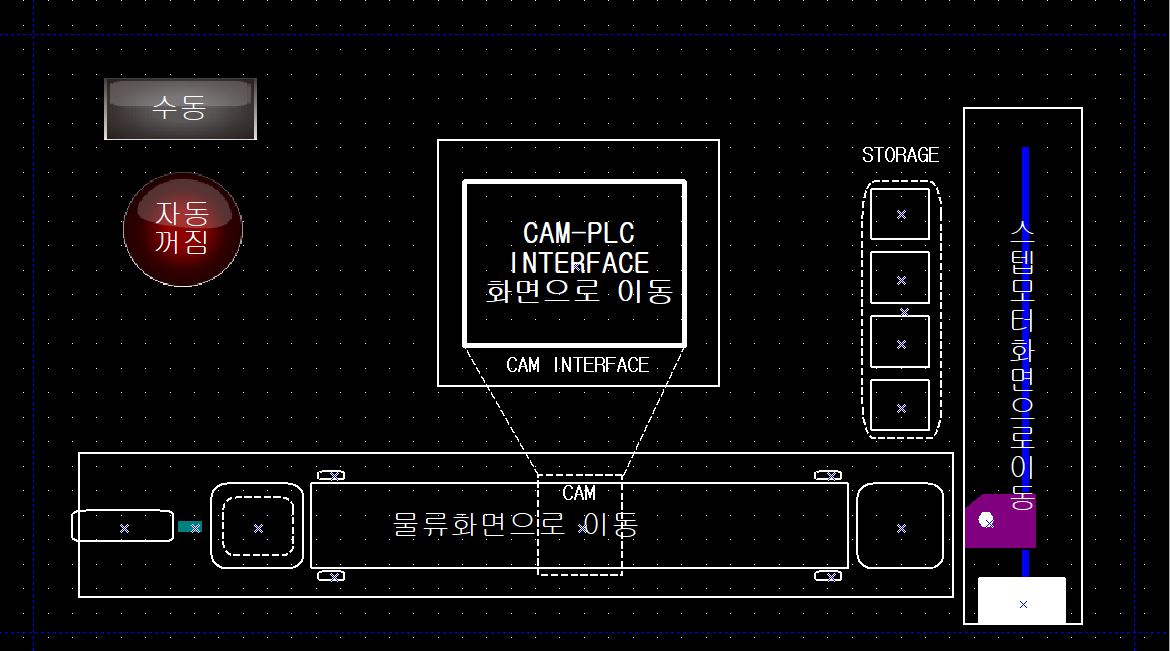 수동
자동
꺼짐
CAM-PLC
INTERFACE
화면으로 이동
CAM INTERFACE
STORAGE
스텝모터화면으로이동
CAM
물류화면으로 이동